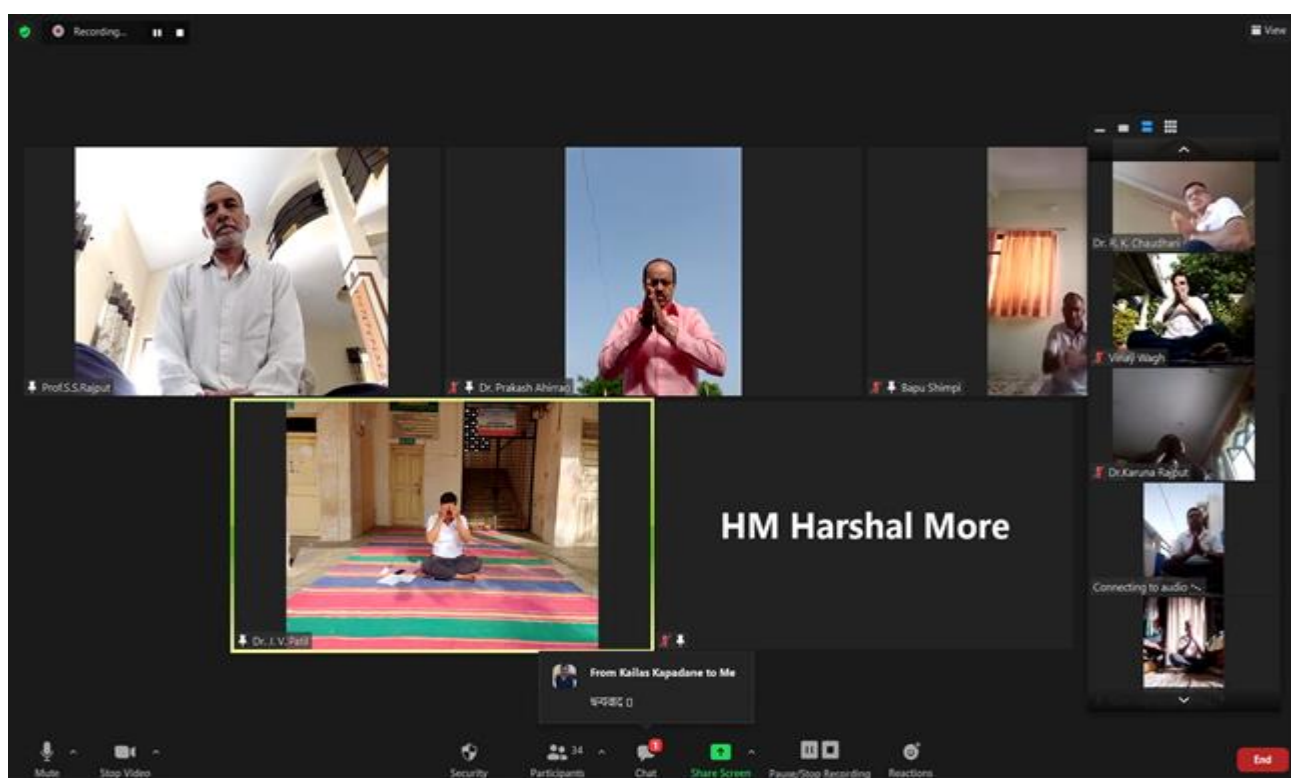 Recording...
View
Prof.S.S.Rajput
Dr. Prakash Ahirrao
Bapu Shimpi
Dr. R. K. Chaudhari
Vinay Wagh
Dr.Karuna Rajput
Connecting to audio
Dr. J. V. Patil
HM Harshal More
From Kailas Kapadane to Me
धन्यवाद
Mute
Stop Video
Security
34
Participants
1
Chat
Share Screen
Pause/Stop Recording
Reactions
End